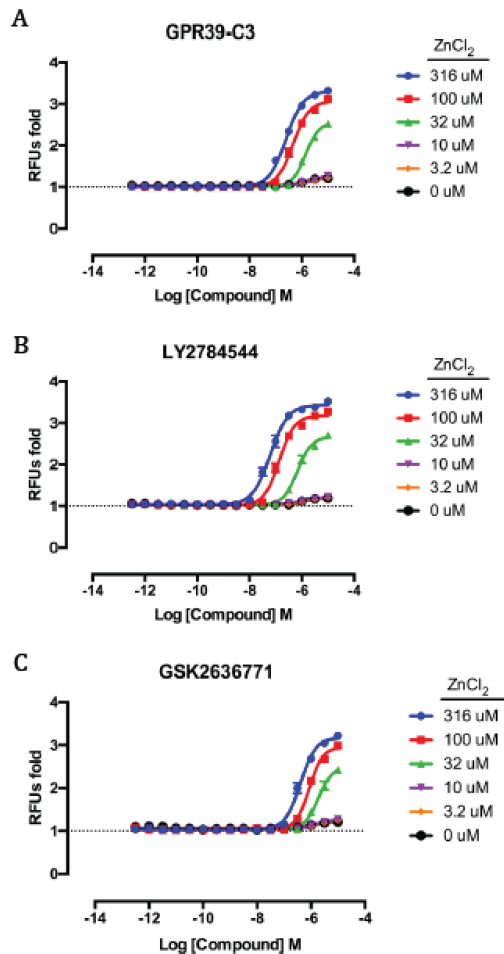 A
GPR39-C3
ZnCl2
316 uM
100 uM
32 uM
10 uM
3.2 uM
0 uM
RFUs fold
4
3
2
1
0
-14 -12 -10 -8 -6 -4
Log [Compound] M
B
LY2784544
ZnCl2
316 uM
100 uM
32 uM
10 uM
3.2 uM
0 uM
RFUs fold
4
3
2
1
0
-14 -12 -10 -8 -6 -4
Log [Compound] M
C
GSK2636771
ZnCl2
316 uM
100 uM
32 uM
10 uM
3.2 uM
0 uM
RFUs fold
4
3
2
1
0
-14 -12 -10 -8 -6 -4
Log [Compound] M